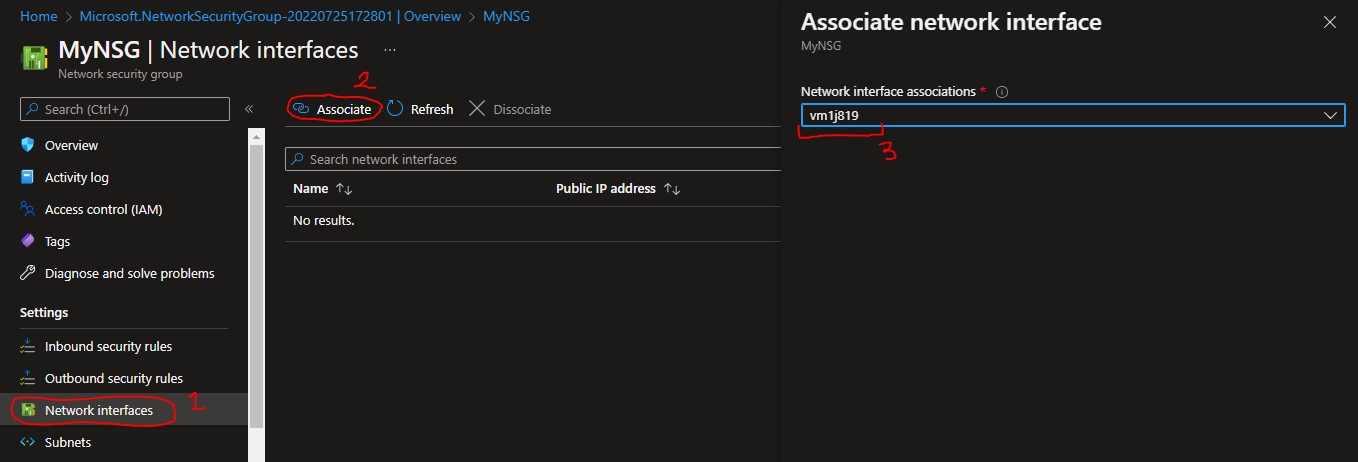 Home > Microsoft.NetworkSecurityGroup-20220725172801 | Overview > MyNSG
MyNSG | Network interfaces ...
Network security group
Search (Ctrl+/) «
Overview
Activity log
Access control (IAM)
Tags
Diagnose and solve problems
Settings
Inbound security rules
Outbound security rules
Network interfaces 1
Subnets
2
Associate Refresh Dissociate
Search network interfaces
Name ↑↓ Public IP address ↑↓
No results.
Associate network interface
MyNSG
Network interface associations *
vm1j819
3